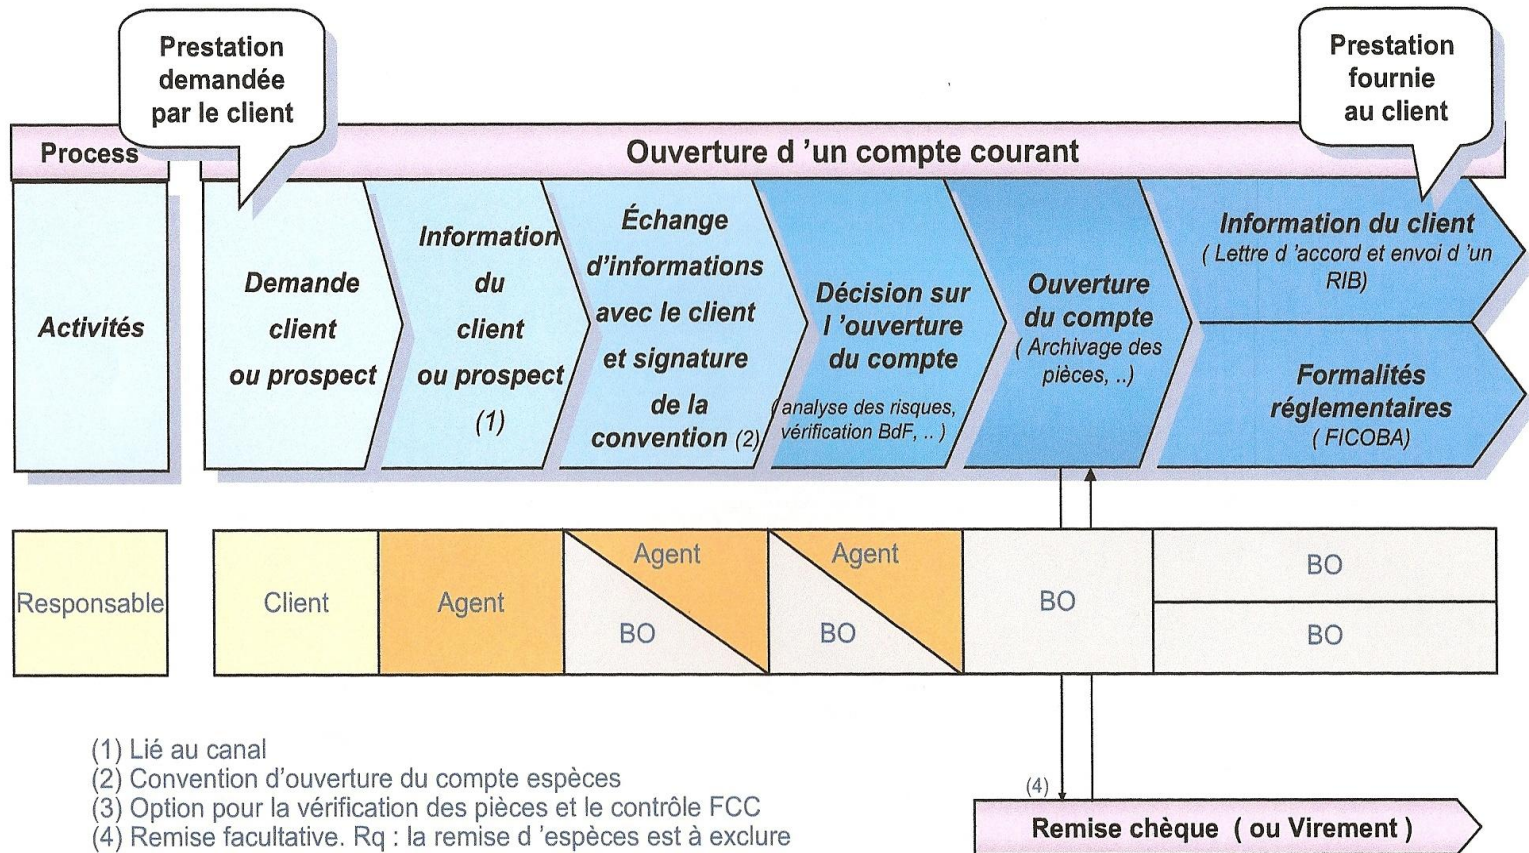 Prestation
demandée
par le client
Prestation
fournie
au client
Process
Ouverture d ’un compte courant
Activités
Demande
client
ou prospect
Information
du
client
ou prospect
(1)
Échange
d’informations
avec le client
et signature
de la
convention (2)
Décision sur
l ’ouverture
du compte
(analyse des risques,
vérification BdF, .. )
Ouverture
du compte
( Archivage des
pièces, ..)
Information du client
( Lettre d ’accord et envoi d ’un
RIB)
Formalités
réglementaires
( FICOBA)
Responsable
Client
Agent
Agent
BO
Agent
BO
BO
BO
BO
(1) Lié au canal
(2) Convention d’ouverture du compte espèces
(3) Option pour la vérification des pièces et le contrôle FCC
(4) Remise facultative. Rq : la remise d ’espèces est à exclure
(4)
Remise chèque ( ou Virement )